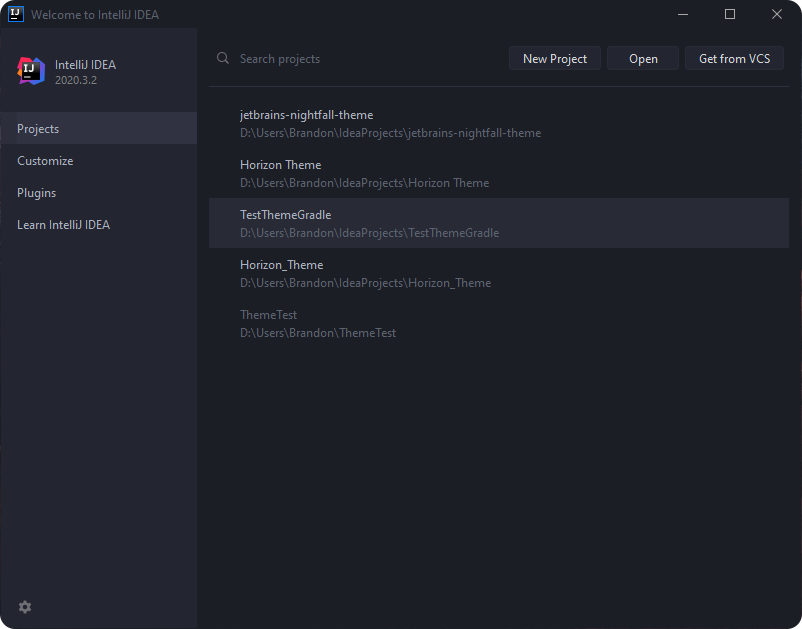 IJ Welcome to IntelliJ IDEA
IJ
IntelliJ IDEA
2020.3.2
Projects
Customize
Plugins
Learn IntelliJ IDEA
Search projects
New Project
Open
Get from VCS
jetbrains-nightfall-theme
D:\Users\Brandon\IdeaProjects\jetbrains-nightfall-theme
Horizon Theme
D:\Users\Brandon\IdeaProjects\Horizon Theme
TestThemeGradle
D:\Users\Brandon\IdeaProjects\TestThemeGradle
Horizon_Theme
D:\Users\Brandon\IdeaProjects\Horizon_Theme
ThemeTest
D:\Users\Brandon\ThemeTest